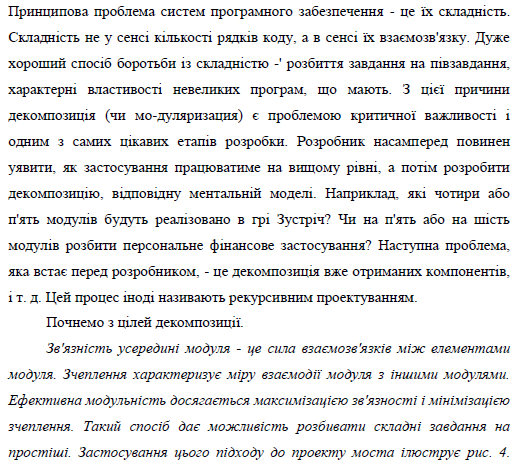 Принципова проблема систем програмного забезпечення - це їх складність.
Складність не у сенсі кількості рядків коду, а в сенсі їх взаємозв'язку. Дуже
хороший спосіб боротьби із складністю -' розбиття завдання на півзавдання,
характерні властивості невеликих програм, що мають. З цієї причини
декомпозиція (чи мо-дуляризация) є проблемою критичної важливості і
одним з самих цікавих етапів розробки. Розробник насамперед повинен
уявити, як застосування працюватиме на вищому рівні, а потім розробити
декомпозицію, відповідну ментальній моделі. Наприклад, які чотири або
п'ять модулів будуть реалізовано в грі Зустріч? Чи на п'ять або на шість
модулів розбити персональне фінансове застосування? Наступна проблема,
яка встає перед розробником, - це декомпозиція вже отриманих компонентів,
і т. д. Цей процес іноді називають рекурсивним проектуванням.
Почнемо з цілей декомпозиції.
Зв'язність усередині модуля - це сила взаємозв'язків між елементами
модуля. Зчеплення характеризує міру взаємодії модуля з іншими модулями.
Ефективна модульність досягається максимізацією зв'язності і мінімізацією
зчеплення. Такий спосіб дає можливість розбивати складні завдання на
простіші. Застосування цього підходу до проекту моста ілюструє рис. 4.